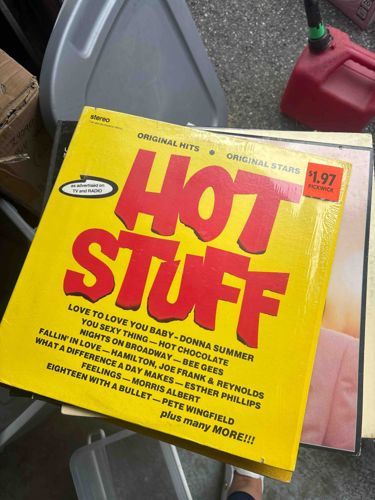 stereo
ORIGINAL HITS • ORIGINAL STARS
$1.97
PICKWICK
HOT
as advertised on
TV and RADIO
STUFF
LOVE TO LOVE YOU BABY – DONNA SUMMER
YOU SEXY THING – HOT CHOCOLATE
NIGHTS ON BROADWAY – BEE GEES
FALLIN' IN LOVE – HAMILTON, JOE FRANK & REYNOLDS
WHAT A DIFFERENCE A DAY MAKES – ESTHER PHILLIPS
FEELINGS – MORRIS ALBERT
EIGHTEEN WITH A BULLET – PETE WINGFIELD
plus many MORE!!!